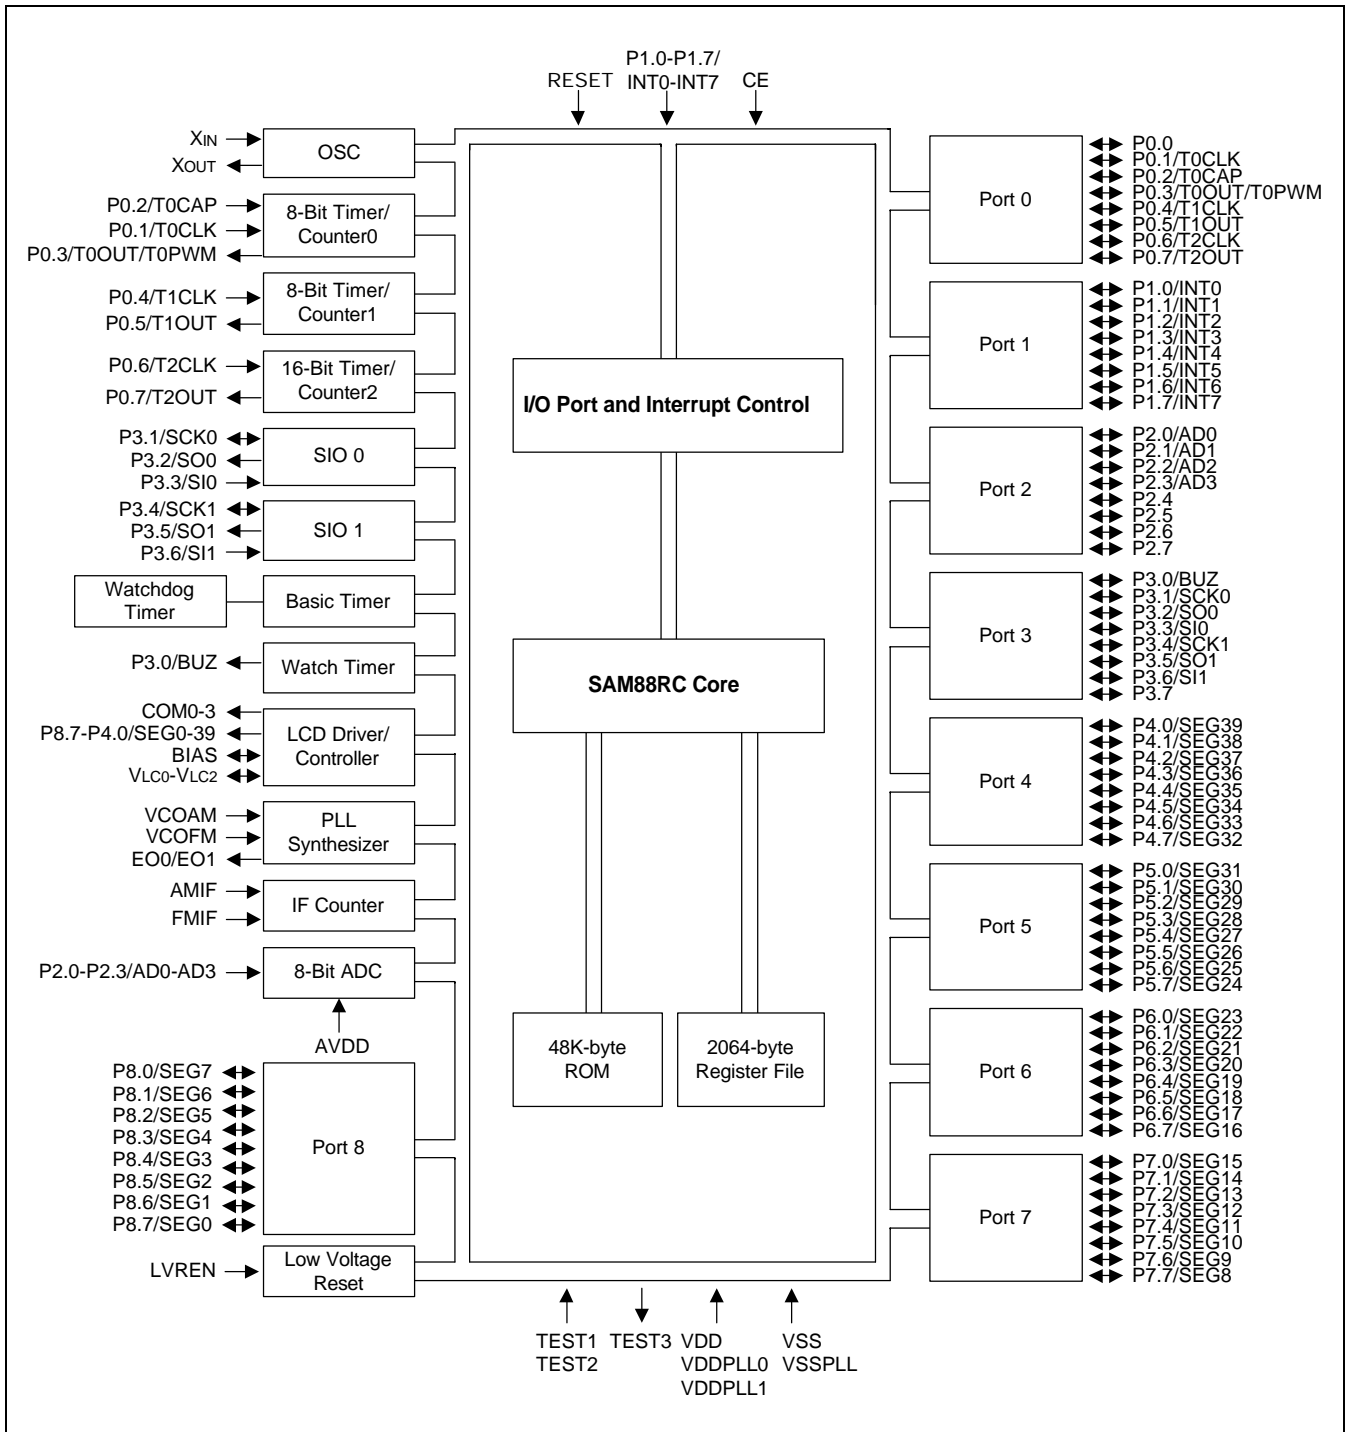 RESET
P1.0-P1.7/
INT0-INT7
CE
XIN
XOUT
OSC
P0.2/T0CAP
P0.1/T0CLK
P0.3/T0OUT/T0PWM
8-Bit Timer/
Counter0
P0.4/T1CLK
P0.5/T1OUT
8-Bit Timer/
Counter1
P0.6/T2CLK
P0.7/T2OUT
16-Bit Timer/
Counter2
P3.1/SCK0
P3.2/SO0
P3.3/SI0
SIO 0
P3.4/SCK1
P3.5/SO1
P3.6/SI1
SIO 1
Watchdog
Timer
Basic Timer
P3.0/BUZ
Watch Timer
COM0-3
P8.7-P4.0/SEG0-39
BIAS
VLC0-VLC2
LCD Driver/
Controller
VCOAM
VCOFM
EO0/EO1
PLL
Synthesizer
AMIF
FMIF
IF Counter
P2.0-P2.3/AD0-AD3
8-Bit ADC
AVDD
P8.0/SEG7
P8.1/SEG6
P8.2/SEG5
P8.3/SEG4
P8.4/SEG3
P8.5/SEG2
P8.6/SEG1
P8.7/SEG0
Port 8
LVREN
Low Voltage
Reset
I/O Port and Interrupt Control
SAM88RC Core
48K-byte
ROM
2064-byte
Register File
TEST1
TEST2
TEST3
VDD
VDDPLL0
VDDPLL1
VSS
VSSPLL
Port 0
P0.0
P0.1/T0CLK
P0.2/T0CAP
P0.3/T0OUT/T0PWM
P0.4/T1CLK
P0.5/T1OUT
P0.6/T2CLK
P0.7/T2OUT
Port 1
P1.0/INT0
P1.1/INT1
P1.2/INT2
P1.3/INT3
P1.4/INT4
P1.5/INT5
P1.6/INT6
P1.7/INT7
Port 2
P2.0/AD0
P2.1/AD1
P2.2/AD2
P2.3/AD3
P2.4
P2.5
P2.6
P2.7
Port 3
P3.0/BUZ
P3.1/SCK0
P3.2/SO0
P3.3/SI0
P3.4/SCK1
P3.5/SO1
P3.6/SI1
P3.7
Port 4
P4.0/SEG39
P4.1/SEG38
P4.2/SEG37
P4.3/SEG36
P4.4/SEG35
P4.5/SEG34
P4.6/SEG33
P4.7/SEG32
Port 5
P5.0/SEG31
P5.1/SEG30
P5.2/SEG29
P5.3/SEG28
P5.4/SEG27
P5.5/SEG26
P5.6/SEG25
P5.7/SEG24
Port 6
P6.0/SEG23
P6.1/SEG22
P6.2/SEG21
P6.3/SEG20
P6.4/SEG19
P6.5/SEG18
P6.6/SEG17
P6.7/SEG16
Port 7
P7.0/SEG15
P7.1/SEG14
P7.2/SEG13
P7.3/SEG12
P7.4/SEG11
P7.5/SEG10
P7.6/SEG9
P7.7/SEG8